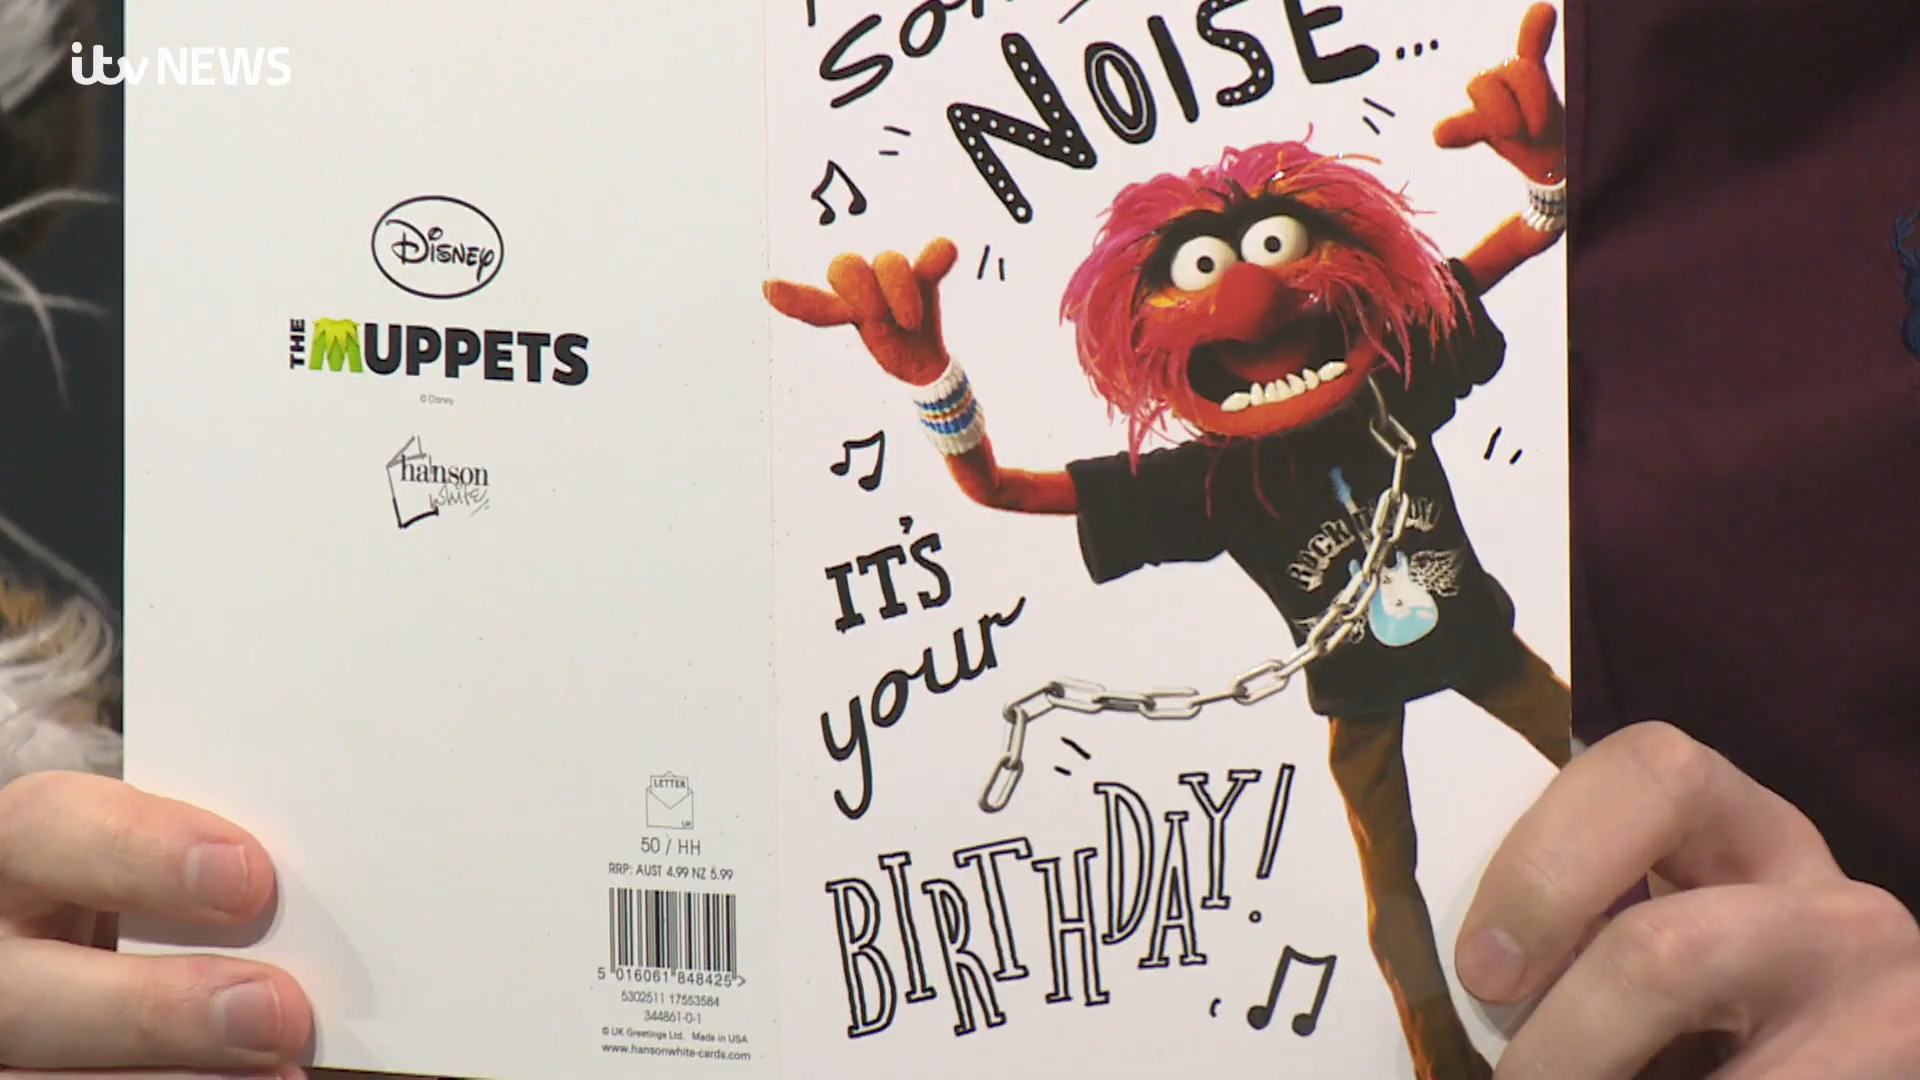 itv NEWS
Disney
THE MUPPETS
© Disney
hanson
white
LETTER
UK
50 / HH
RRP: AUST 4.99 NZ 5.99
5 016061 848425 >
5302511 17553584
344861-0-1
© UK Greetings Ltd. Made in USA
www.hansonwhite-cards.com
NOISE...
ROCK
IT'S
your
BIRTHDAY!